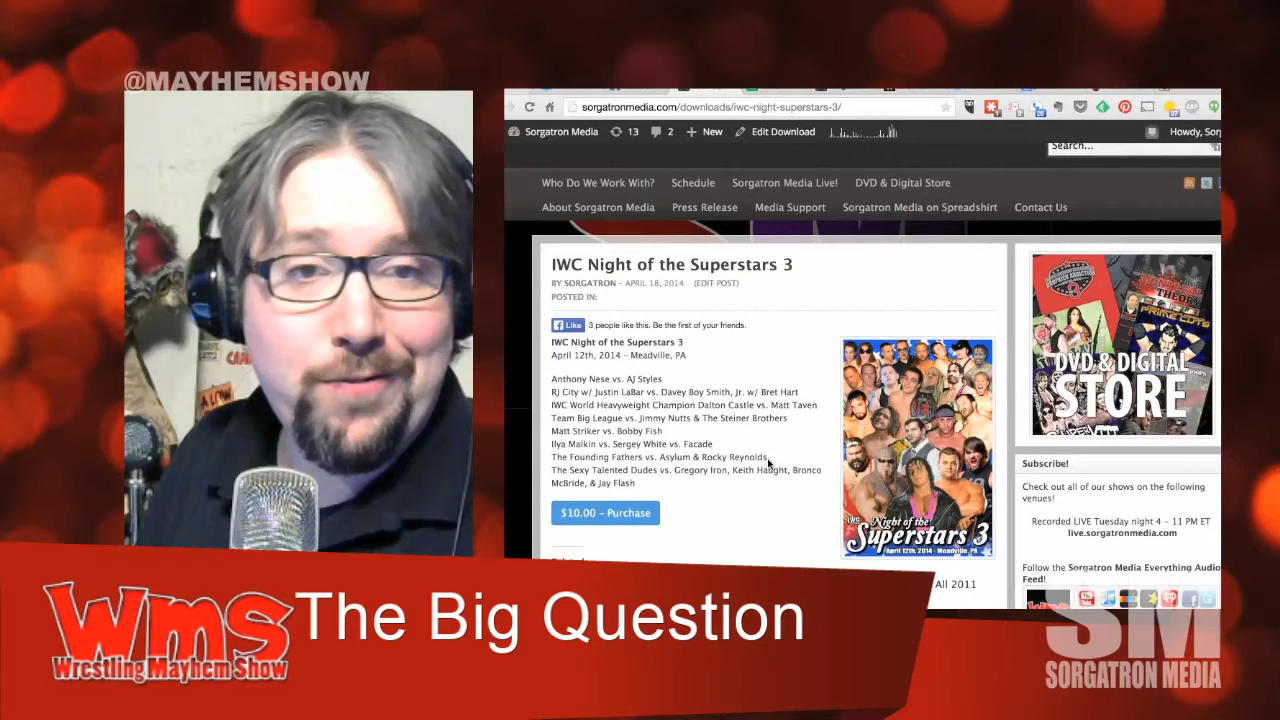 @MAYHEMSHOW
sorgatronmedia.com/downloads/iwc-night-superstars-3/
Sorgatron Media 13 2 + New Edit Download Howdy, Sorg
Search...
Who Do We Work With? Schedule Sorgatron Media Live! DVD & Digital Store
About Sorgatron Media Press Release Media Support Sorgatron Media on Spreadshirt Contact Us
IWC Night of the Superstars 3
BY SORGATRON – APRIL 18, 2014 (EDIT POST)
POSTED IN:
Like 3 people like this. Be the first of your friends.
IWC Night of the Superstars 3
April 12th, 2014 – Meadville, PA
Anthony Nese vs. AJ Styles
RJ City w/ Justin LaBar vs. Davey Boy Smith, Jr. w/ Bret Hart
IWC World Heavyweight Champion Dalton Castle vs. Matt Taven
Team Big League vs. Jimmy Nutts & The Steiner Brothers
Matt Striker vs. Bobby Fish
Ilya Malkin vs. Sergey White vs. Facade
The Founding Fathers vs. Asylum & Rocky Reynolds
The Sexy Talented Dudes vs. Gregory Iron, Keith Haught, Bronco
McBride, & Jay Flash
$10.00 – Purchase
IWC
Night of the
Superstars 3
April 12th, 2014 - Meadville, PA
All 2011
THEORY
PRIME CUTS
DVD & DIGITAL
STORE
Subscribe!
Check out all of our shows on the following
venues!
Recorded LIVE Tuesday night 4 – 11 PM ET
live.sorgatronmedia.com
Follow the Sorgatron Media Everything Audio
Feed!
wms
Wrestling Mayhem Show
The Big Question
SM
SORGATRON MEDIA